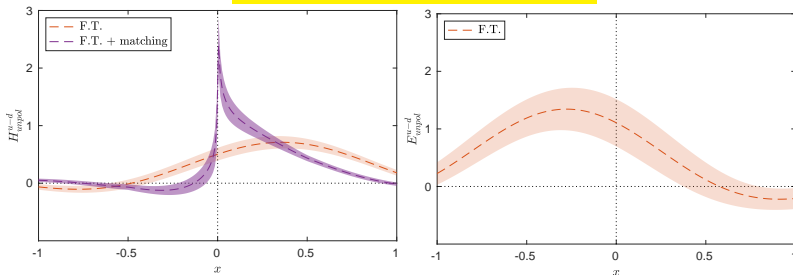 3
2
1
0
-1
-0.5
0
0.5
1
x
H^{u-d}_{unpol}
F.T.
F.T. + matching
3
2
1
0
-1
-0.5
0
0.5
1
x
E^{u-d}_{unpol}
F.T.